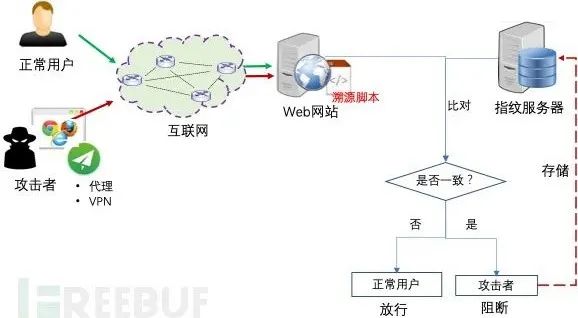 正常用户
攻击者
• 代理
• VPN
互联网
</>
Web网站
溯源脚本
比对
指纹服务器
是否一致？
存储
否
是
正常用户
攻击者
放行
阻断
FREEBUF